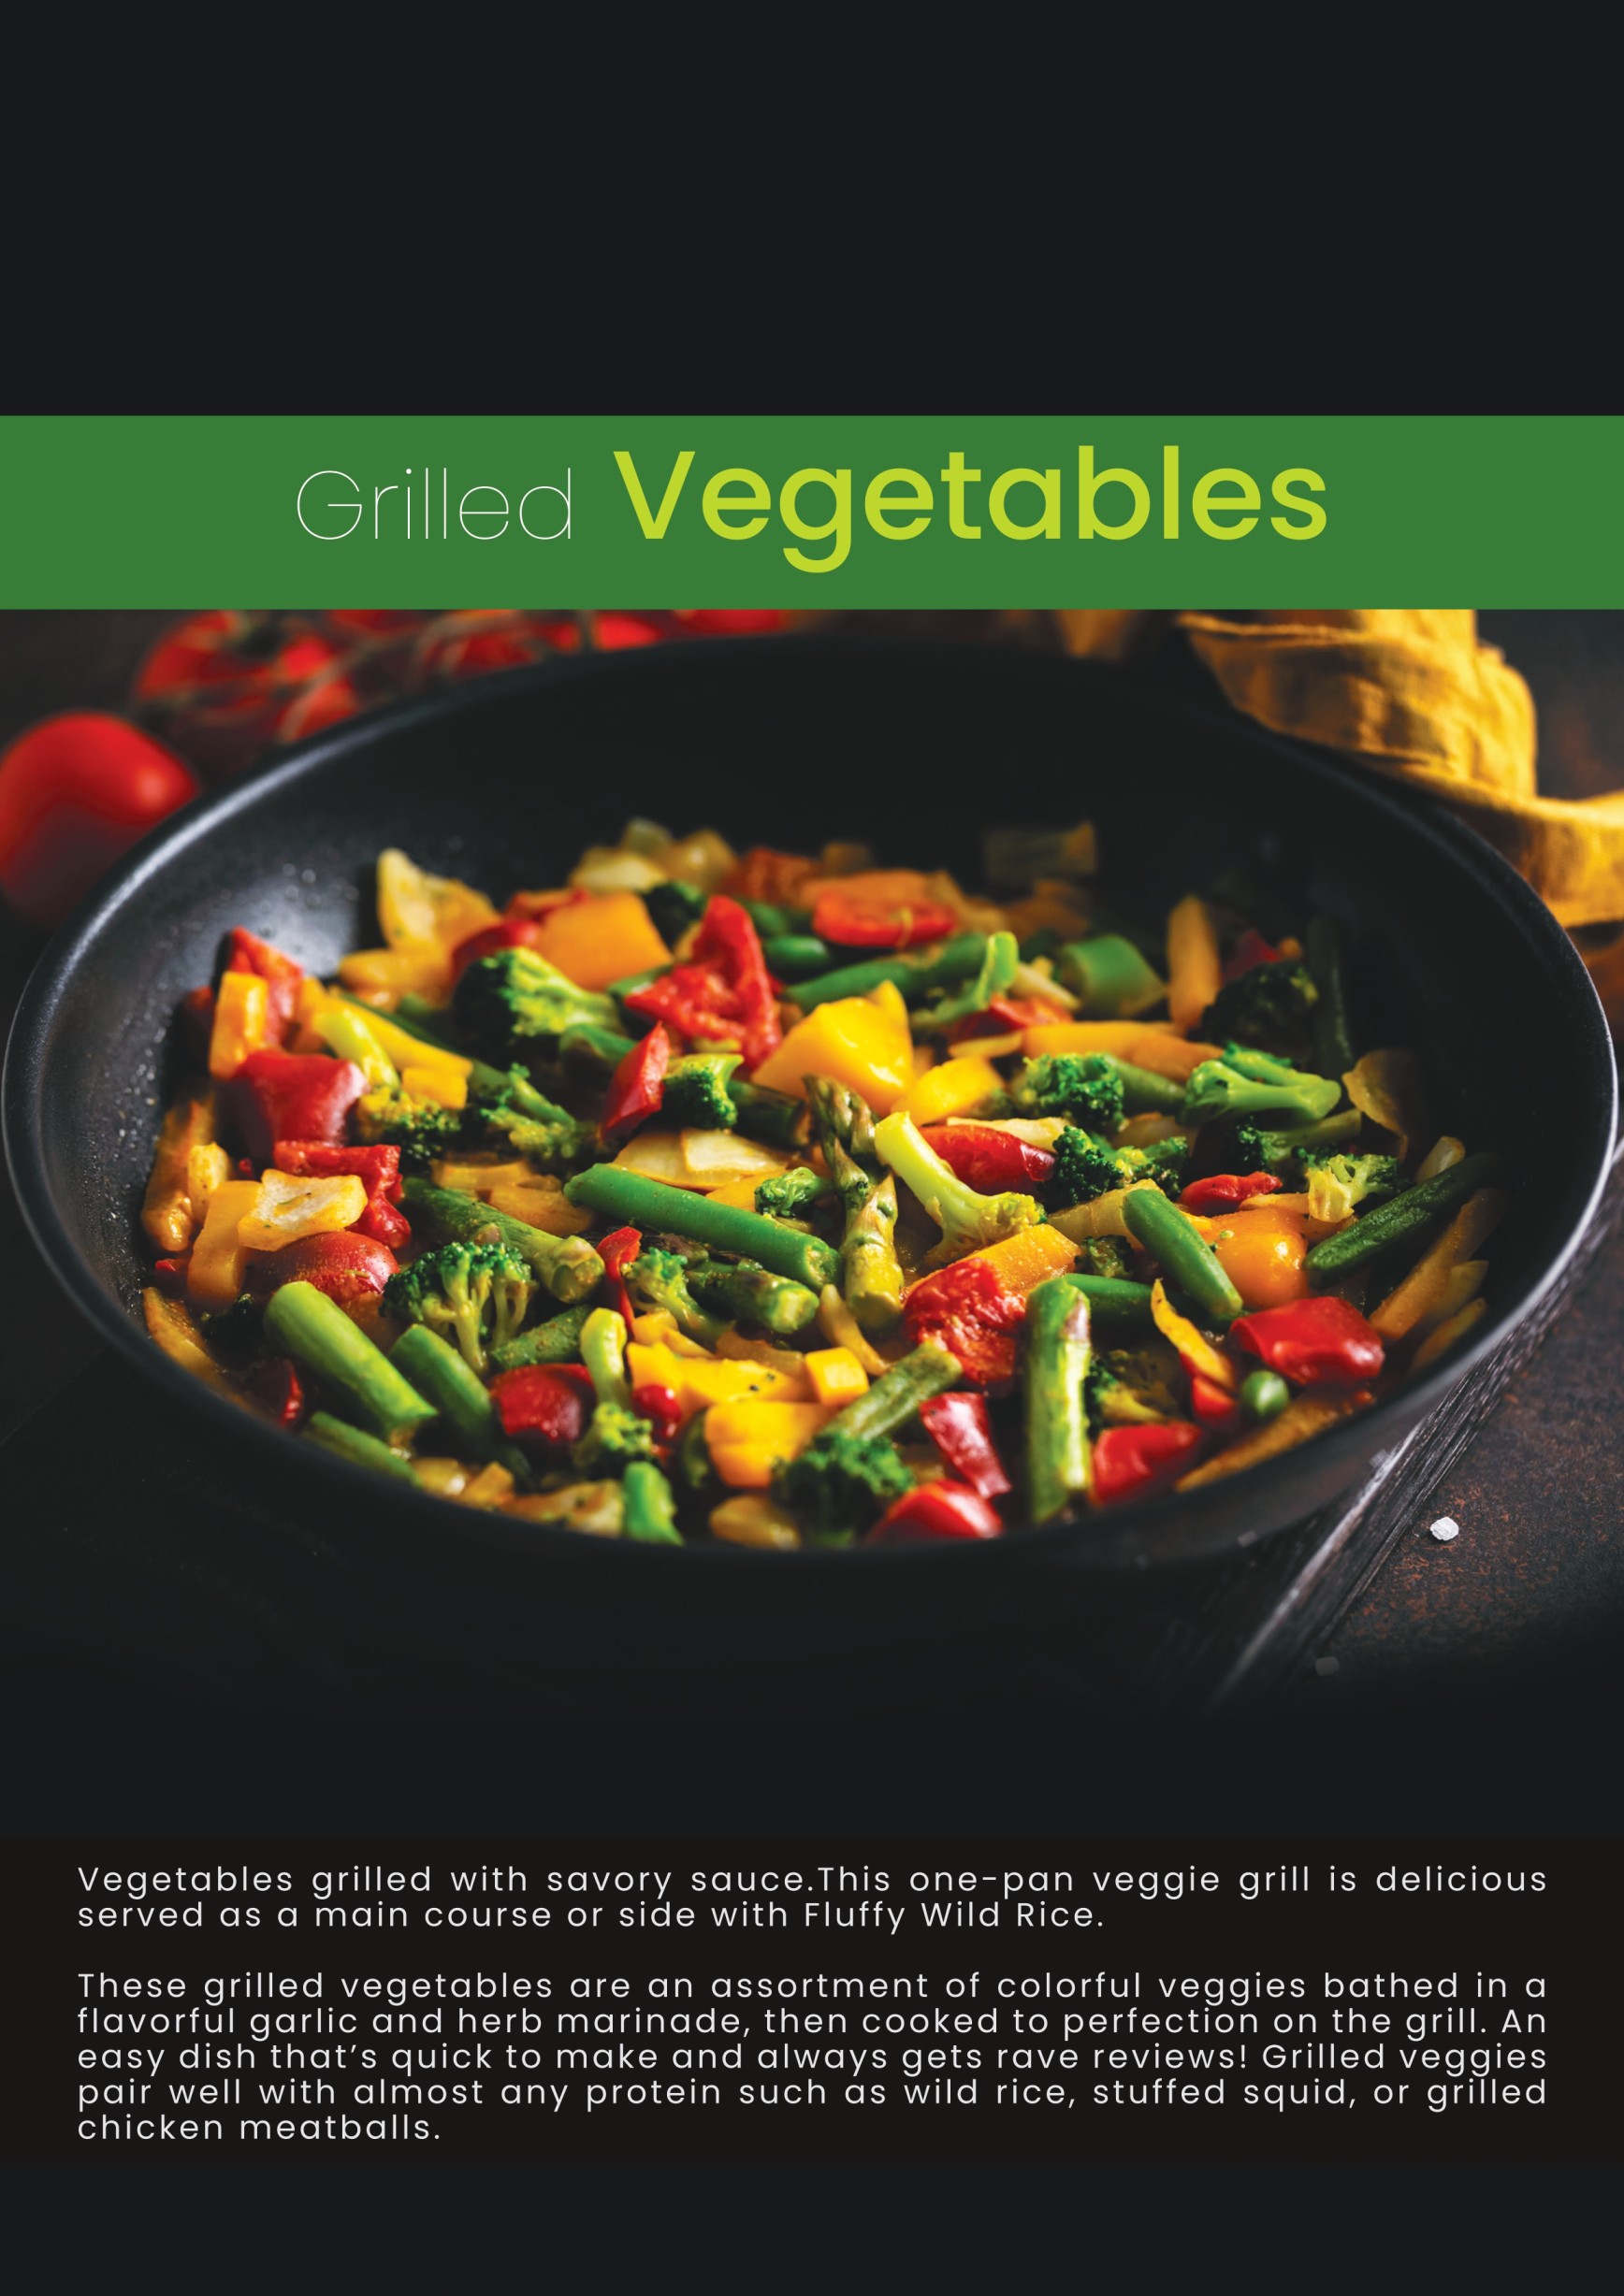 Grilled Vegetables
Vegetables grilled with savory sauce.This one-pan veggie grill is delicious
served as a main course or side with Fluffy Wild Rice.
These grilled vegetables are an assortment of colorful veggies bathed in a
flavorful garlic and herb marinade, then cooked to perfection on the grill. An
easy dish that’s quick to make and always gets rave reviews! Grilled veggies
pair well with almost any protein such as wild rice, stuffed squid, or grilled
chicken meatballs.